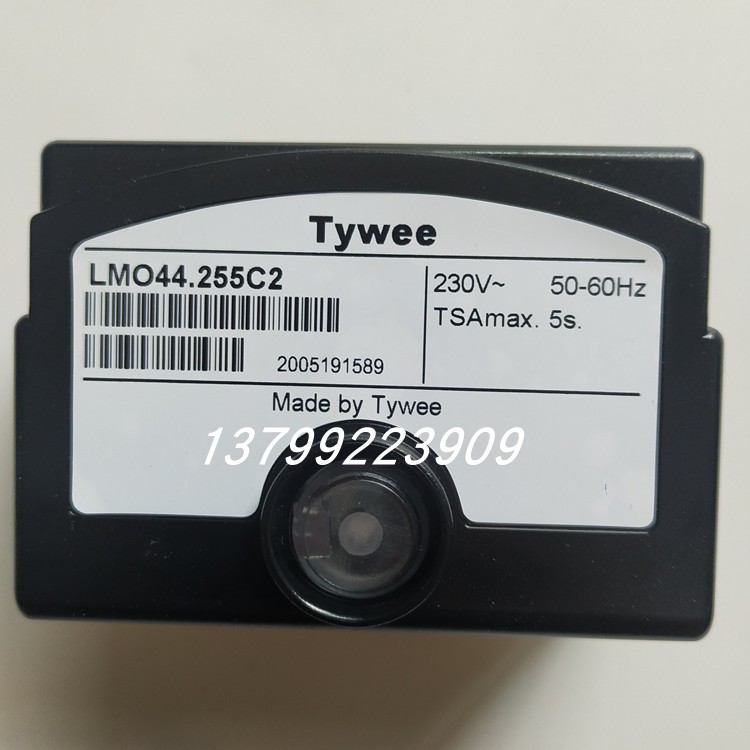 Tywee
LMO44.255C2
2005191589
230V~ 50-60Hz
TSAmax. 5s.
Made by Tywee
13799223909